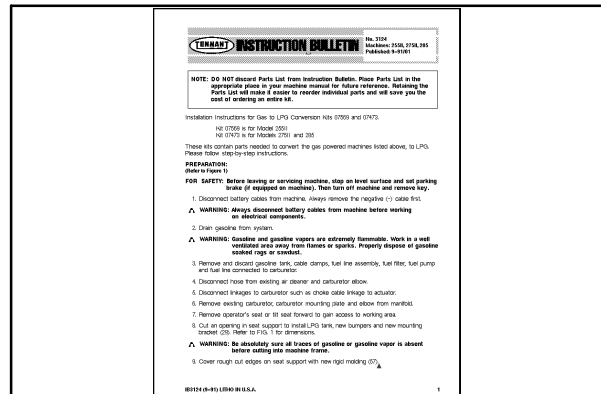 TENNANT INSTRUCTION BULLETIN
No. 3124
Machines: 255II, 275II, 285
Published: 9-91/01
NOTE: DO NOT discard Parts List from Instruction Bulletin. Place Parts List in the
appropriate place in your machine manual for future reference. Retaining the
Parts List will make it easier to reorder individual parts and will save you the
cost of ordering an entire kit.
Installation Instructions for Gas to LPG Conversion Kits 07569 and 07473.
Kit 07569 is for Model 255II
Kit 07473 is for Models 275II and 285
These kits contain parts needed to convert the gas powered machines listed above, to LPG.
Please follow step-by-step instructions.
PREPARATION:
(Refer to Figure 1)
FOR SAFETY: Before leaving or servicing machine, stop on level surface and set parking
brake (if equipped on machine). Then turn off machine and remove key.
1. Disconnect battery cables from machine. Always remove the negative (-) cable first.
WARNING: Always disconnect battery cables from machine before working
on electrical components.
2. Drain gasoline from system.
WARNING: Gasoline and gasoline vapors are extremely flammable. Work in a well
ventilated area away from flames or sparks. Properly dispose of gasoline
soaked rags or sawdust.
3. Remove and discard gasoline tank, cable clamps, fuel line assembly, fuel filter, fuel pump
and fuel line connected to carburetor.
4. Disconnect hose from existing air cleaner and carburetor elbow.
5. Disconnect linkages to carburetor such as choke cable linkage to actuator.
6. Remove existing carburetor, carburetor mounting plate and elbow from manifold.
7. Remove operator's seat or tilt seat forward to gain access to working area.
8. Cut an opening in seat support to install LPG tank, new bumpers and new mounting
bracket (29). Refer to FIG. 1 for dimensions.
WARNING: Be absolutely sure all traces of gasoline or gasoline vapor is absent
before cutting into machine frame.
9. Cover rough cut edges on seat support with new rigid molding (67).
IB3124 (9-91) LITHO IN U.S.A.
1